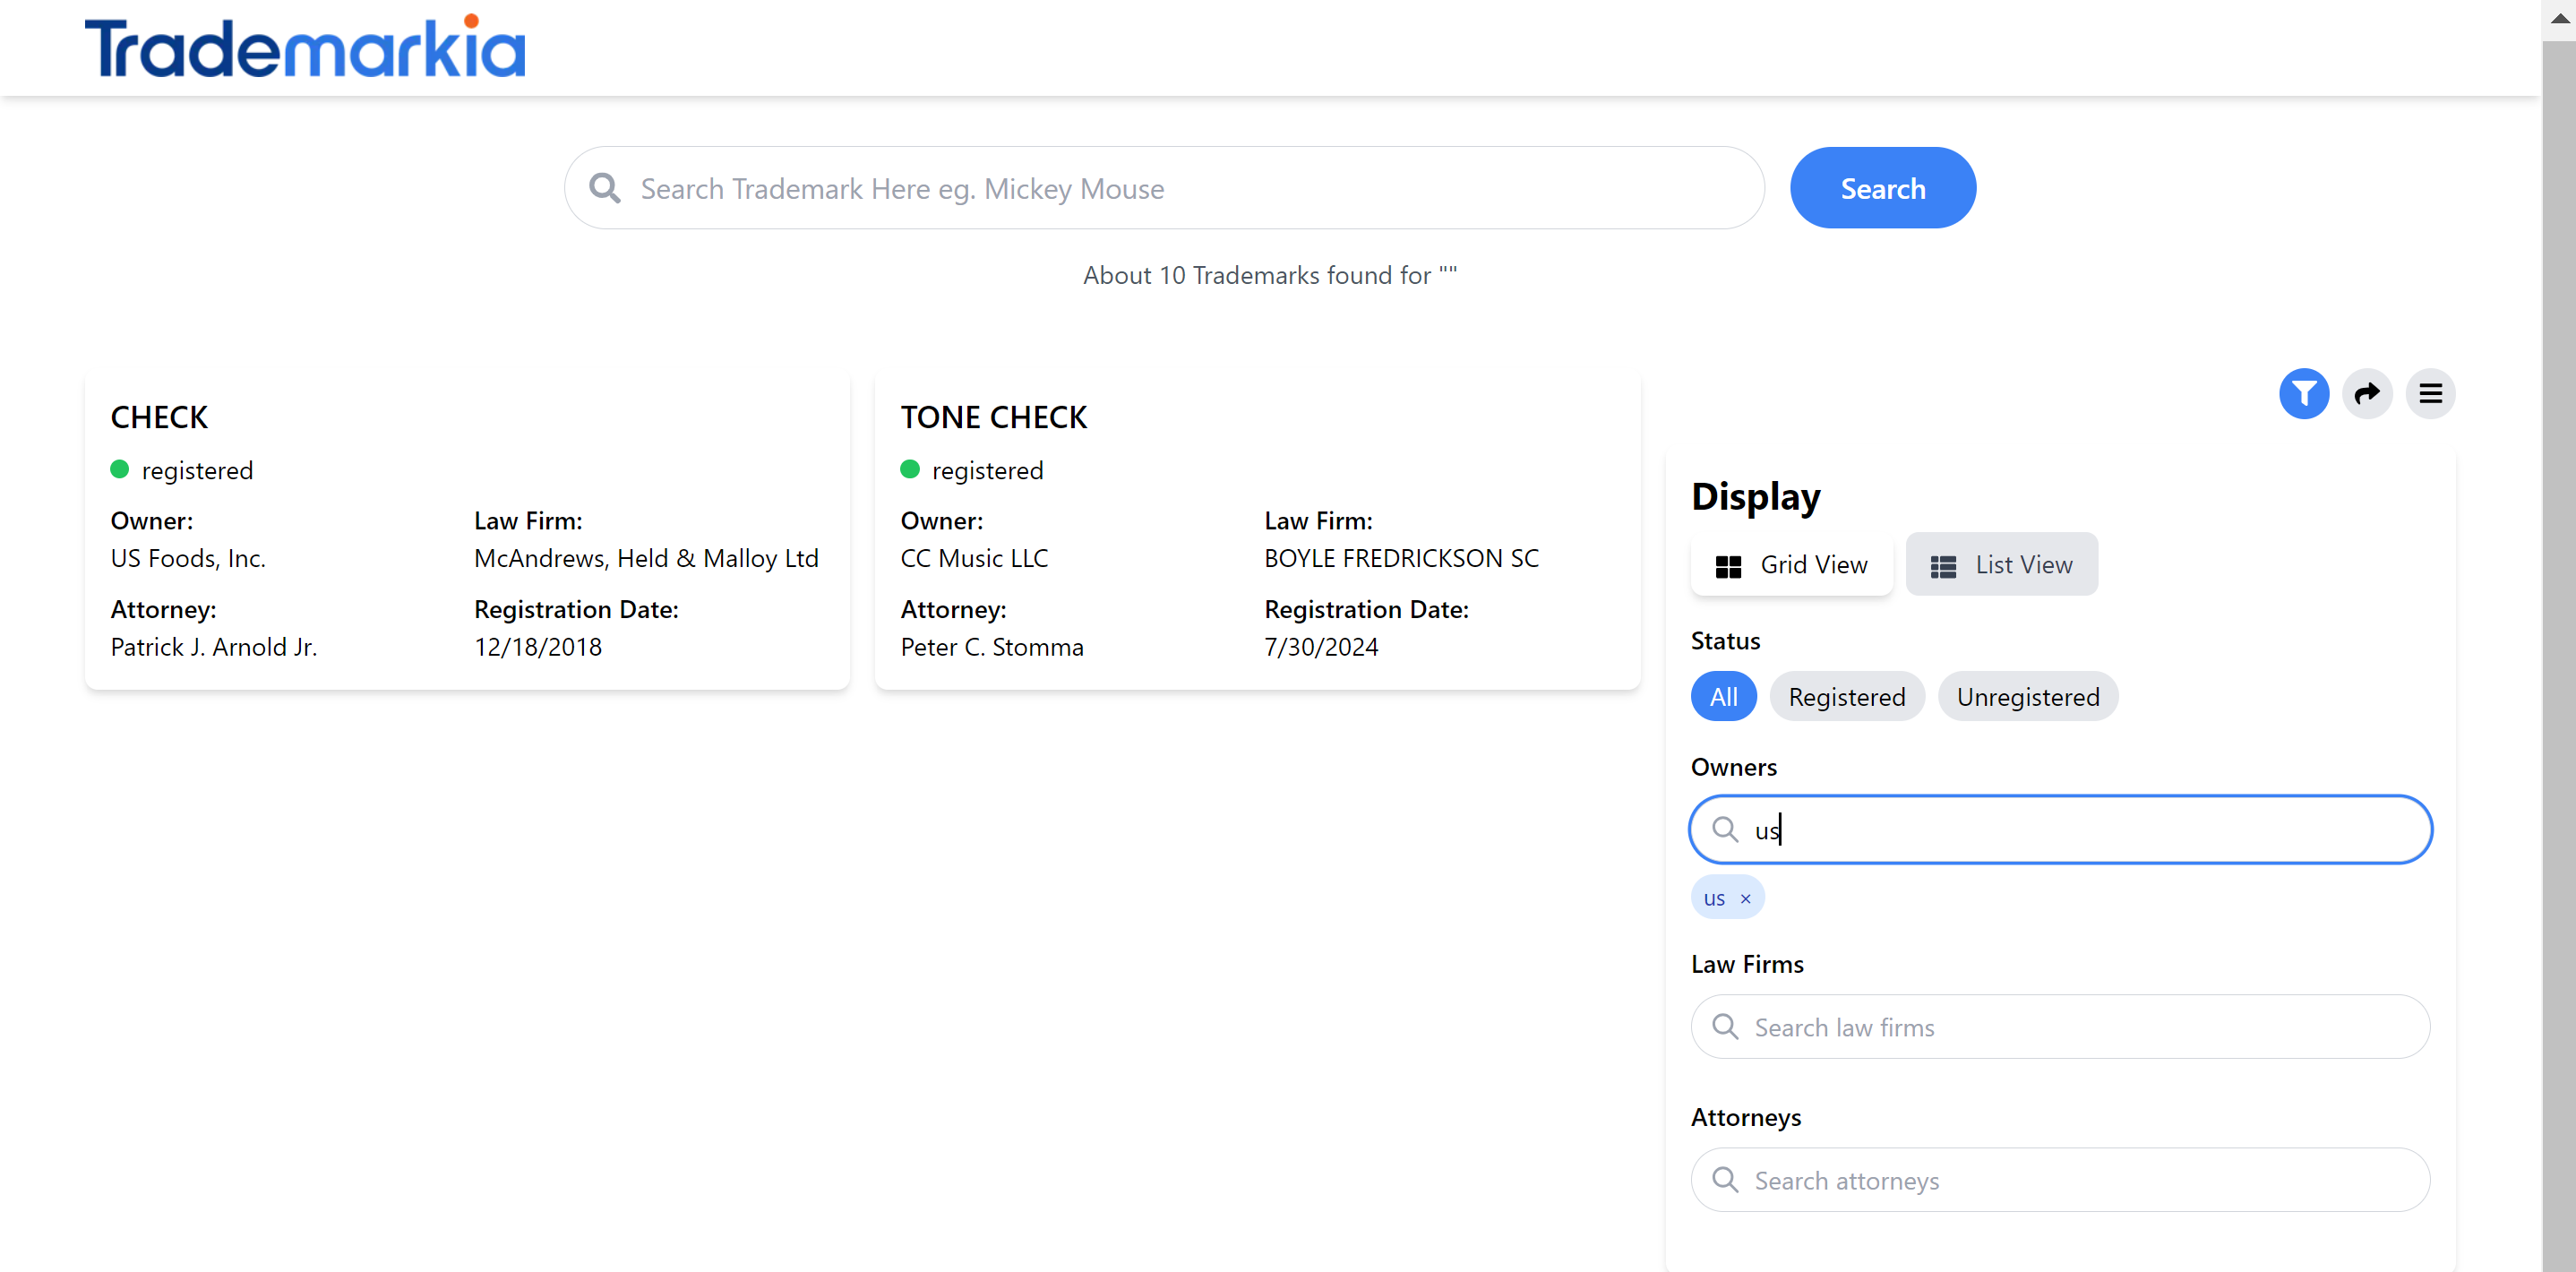 Trademarkia
Search Trademark Here eg. Mickey Mouse
Search
About 10 Trademarks found for ""
CHECK
registered
Owner:
US Foods, Inc.
Law Firm:
McAndrews, Held & Malloy Ltd
Attorney:
Patrick J. Arnold Jr.
Registration Date:
12/18/2018
TONE CHECK
registered
Owner:
CC Music LLC
Law Firm:
BOYLE FREDRICKSON SC
Attorney:
Peter C. Stomma
Registration Date:
7/30/2024
Display
Grid View
List View
Status
All
Registered
Unregistered
Owners
us
us ×
Law Firms
Search law firms
Attorneys
Search attorneys